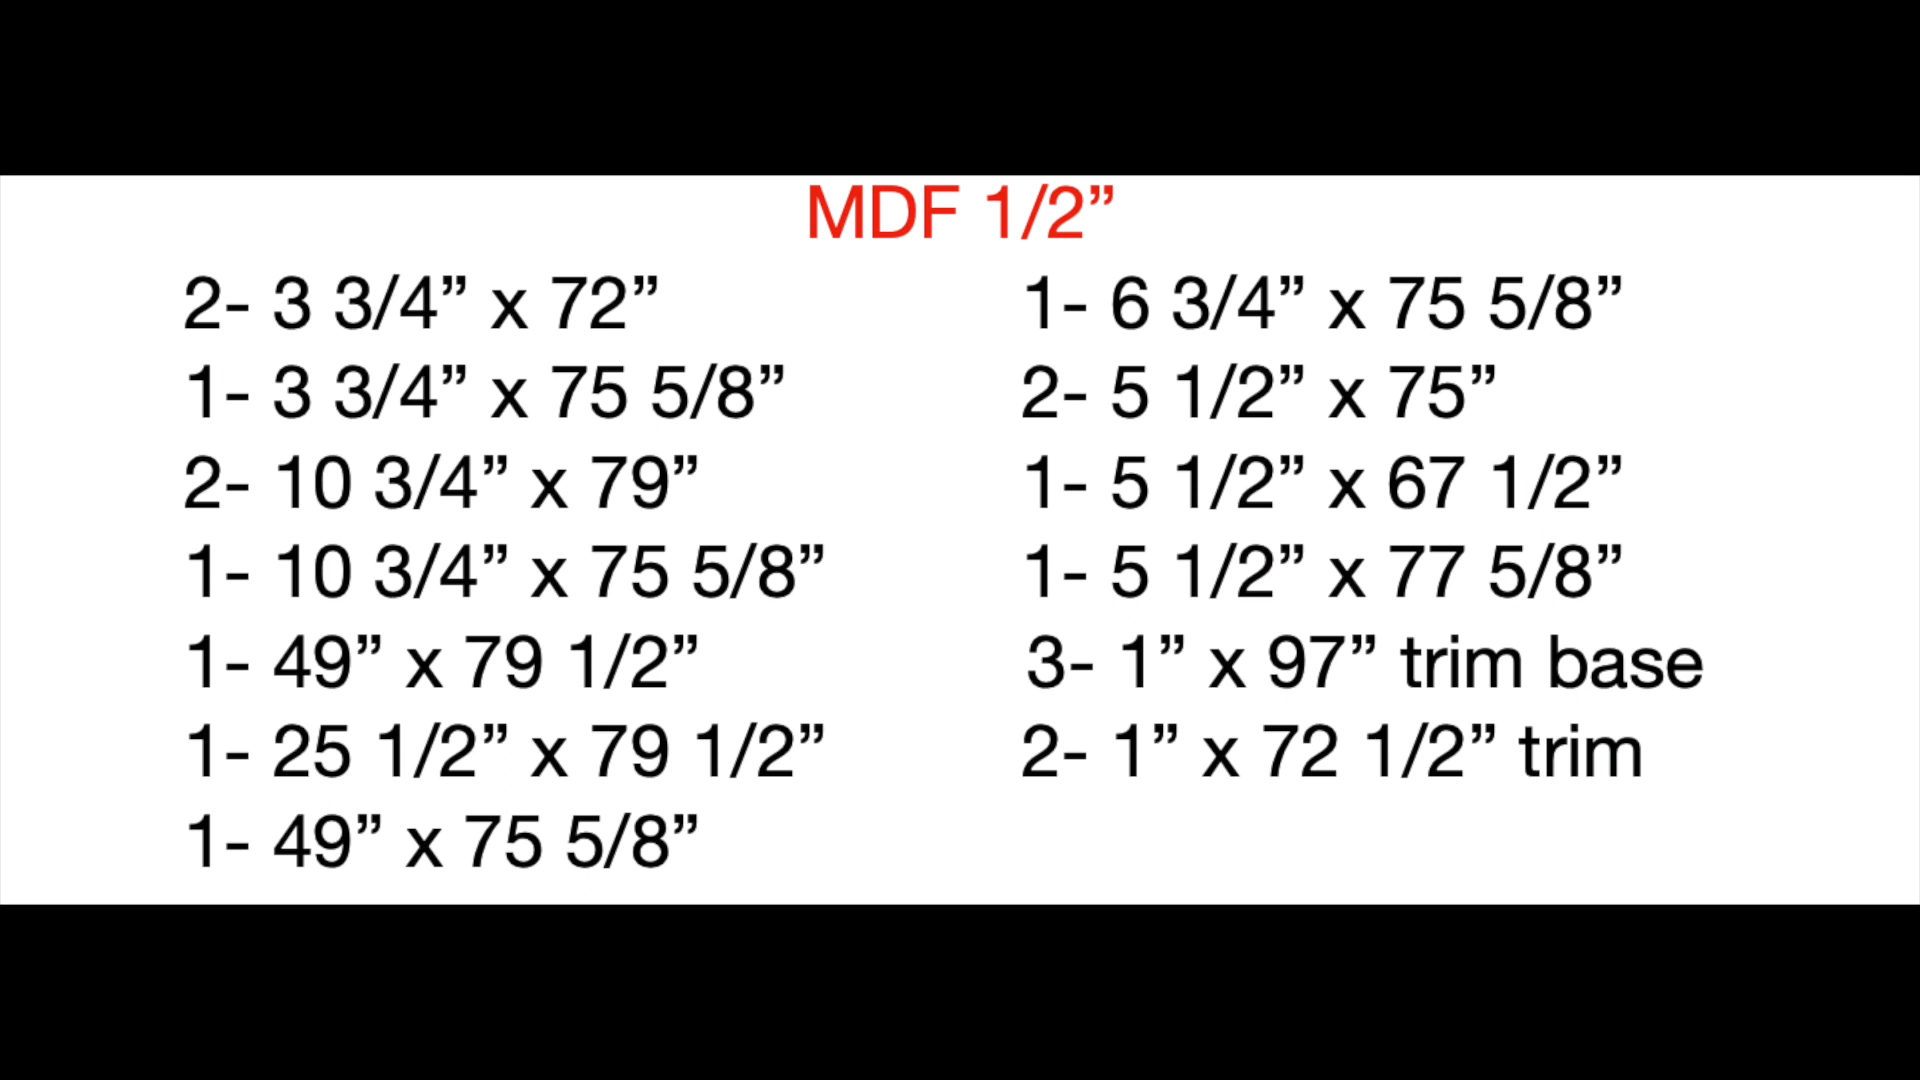 MDF 1/2”
2- 3 3/4” x 72”
1- 3 3/4” x 75 5/8”
2- 10 3/4” x 79”
1- 10 3/4” x 75 5/8”
1- 49” x 79 1/2”
1- 25 1/2” x 79 1/2”
1- 49” x 75 5/8”
1- 6 3/4” x 75 5/8”
2- 5 1/2” x 75”
1- 5 1/2” x 67 1/2”
1- 5 1/2” x 77 5/8”
3- 1” x 97” trim base
2- 1” x 72 1/2” trim